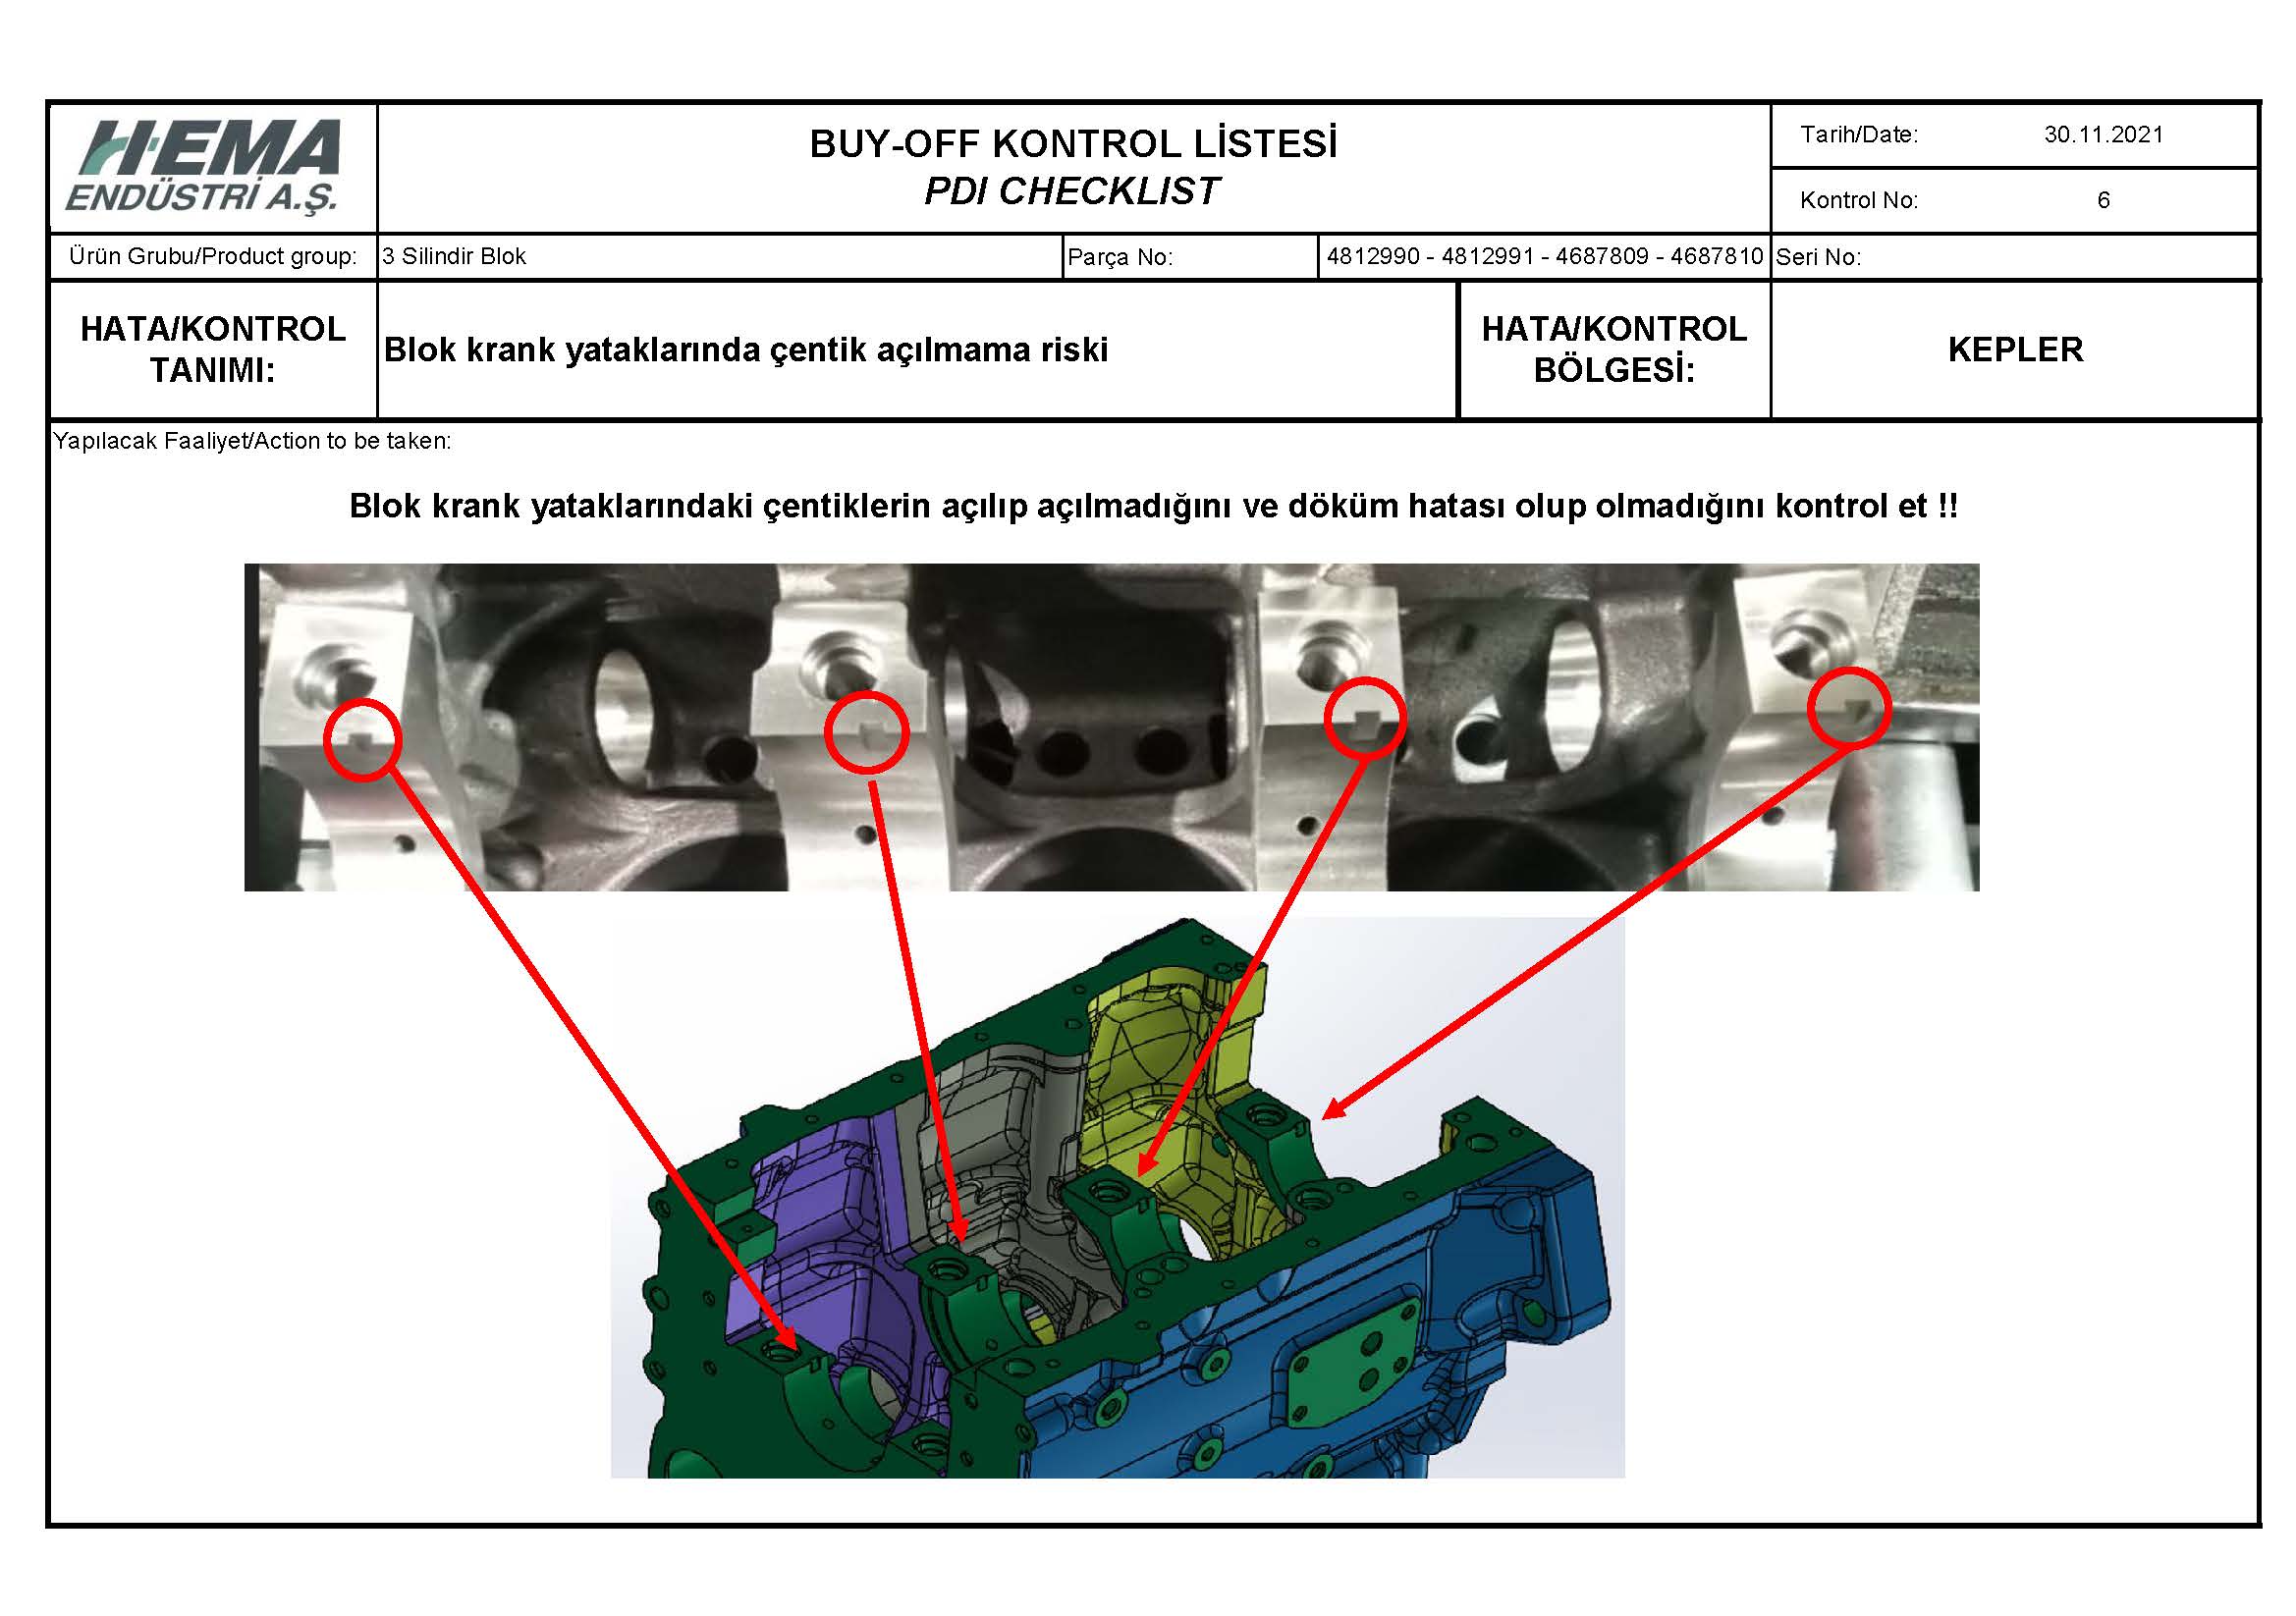 HEMA
ENDÜSTRİ A.Ş.
BUY-OFF KONTROL LİSTESİ
PDI CHECKLIST
Tarih/Date: 30.11.2021
Kontrol No: 6
Ürün Grubu/Product group: 3 Silindir Blok Parça No: 4812990 - 4812991 - 4687809 - 4687810 Seri No:
HATA/KONTROL
TANIMI:
Blok krank yataklarında çentik açılmama riski
HATA/KONTROL
BÖLGESİ:
KEPLER
Yapılacak Faaliyet/Action to be taken:
Blok krank yataklarındaki çentiklerin açılıp açılmadığını ve döküm hatası olup olmadığını kontrol et !!